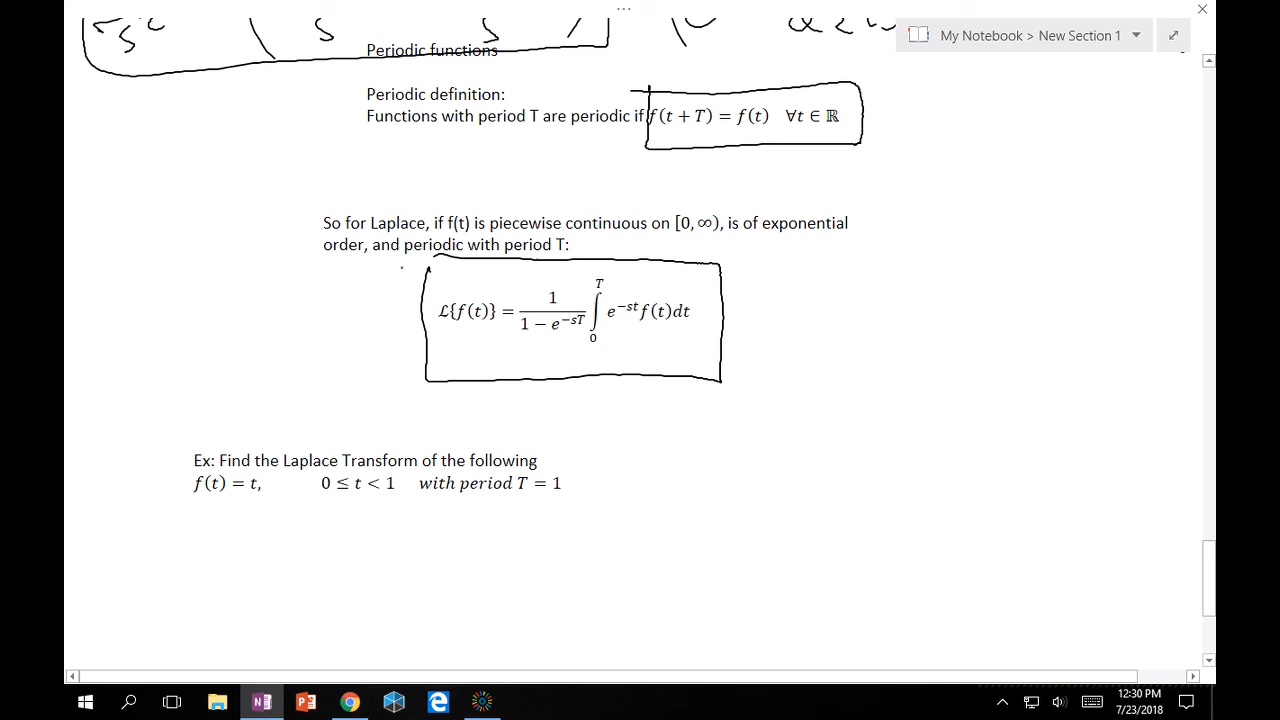 My Notebook > New Section 1
Periodic functions
Periodic definition:
Functions with period T are periodic if f(t + T) = f(t) ∀t ∈ ℝ
So for Laplace, if f(t) is piecewise continuous on [0, ∞), is of exponential
order, and periodic with period T:
ℒ{f(t)} = \frac{1}{1 − e^{−sT}} ∫_0^T e^{−st} f(t)dt
Ex: Find the Laplace Transform of the following
f(t) = t, 0 ≤ t < 1 with period T = 1
12:30 PM
7/23/2018